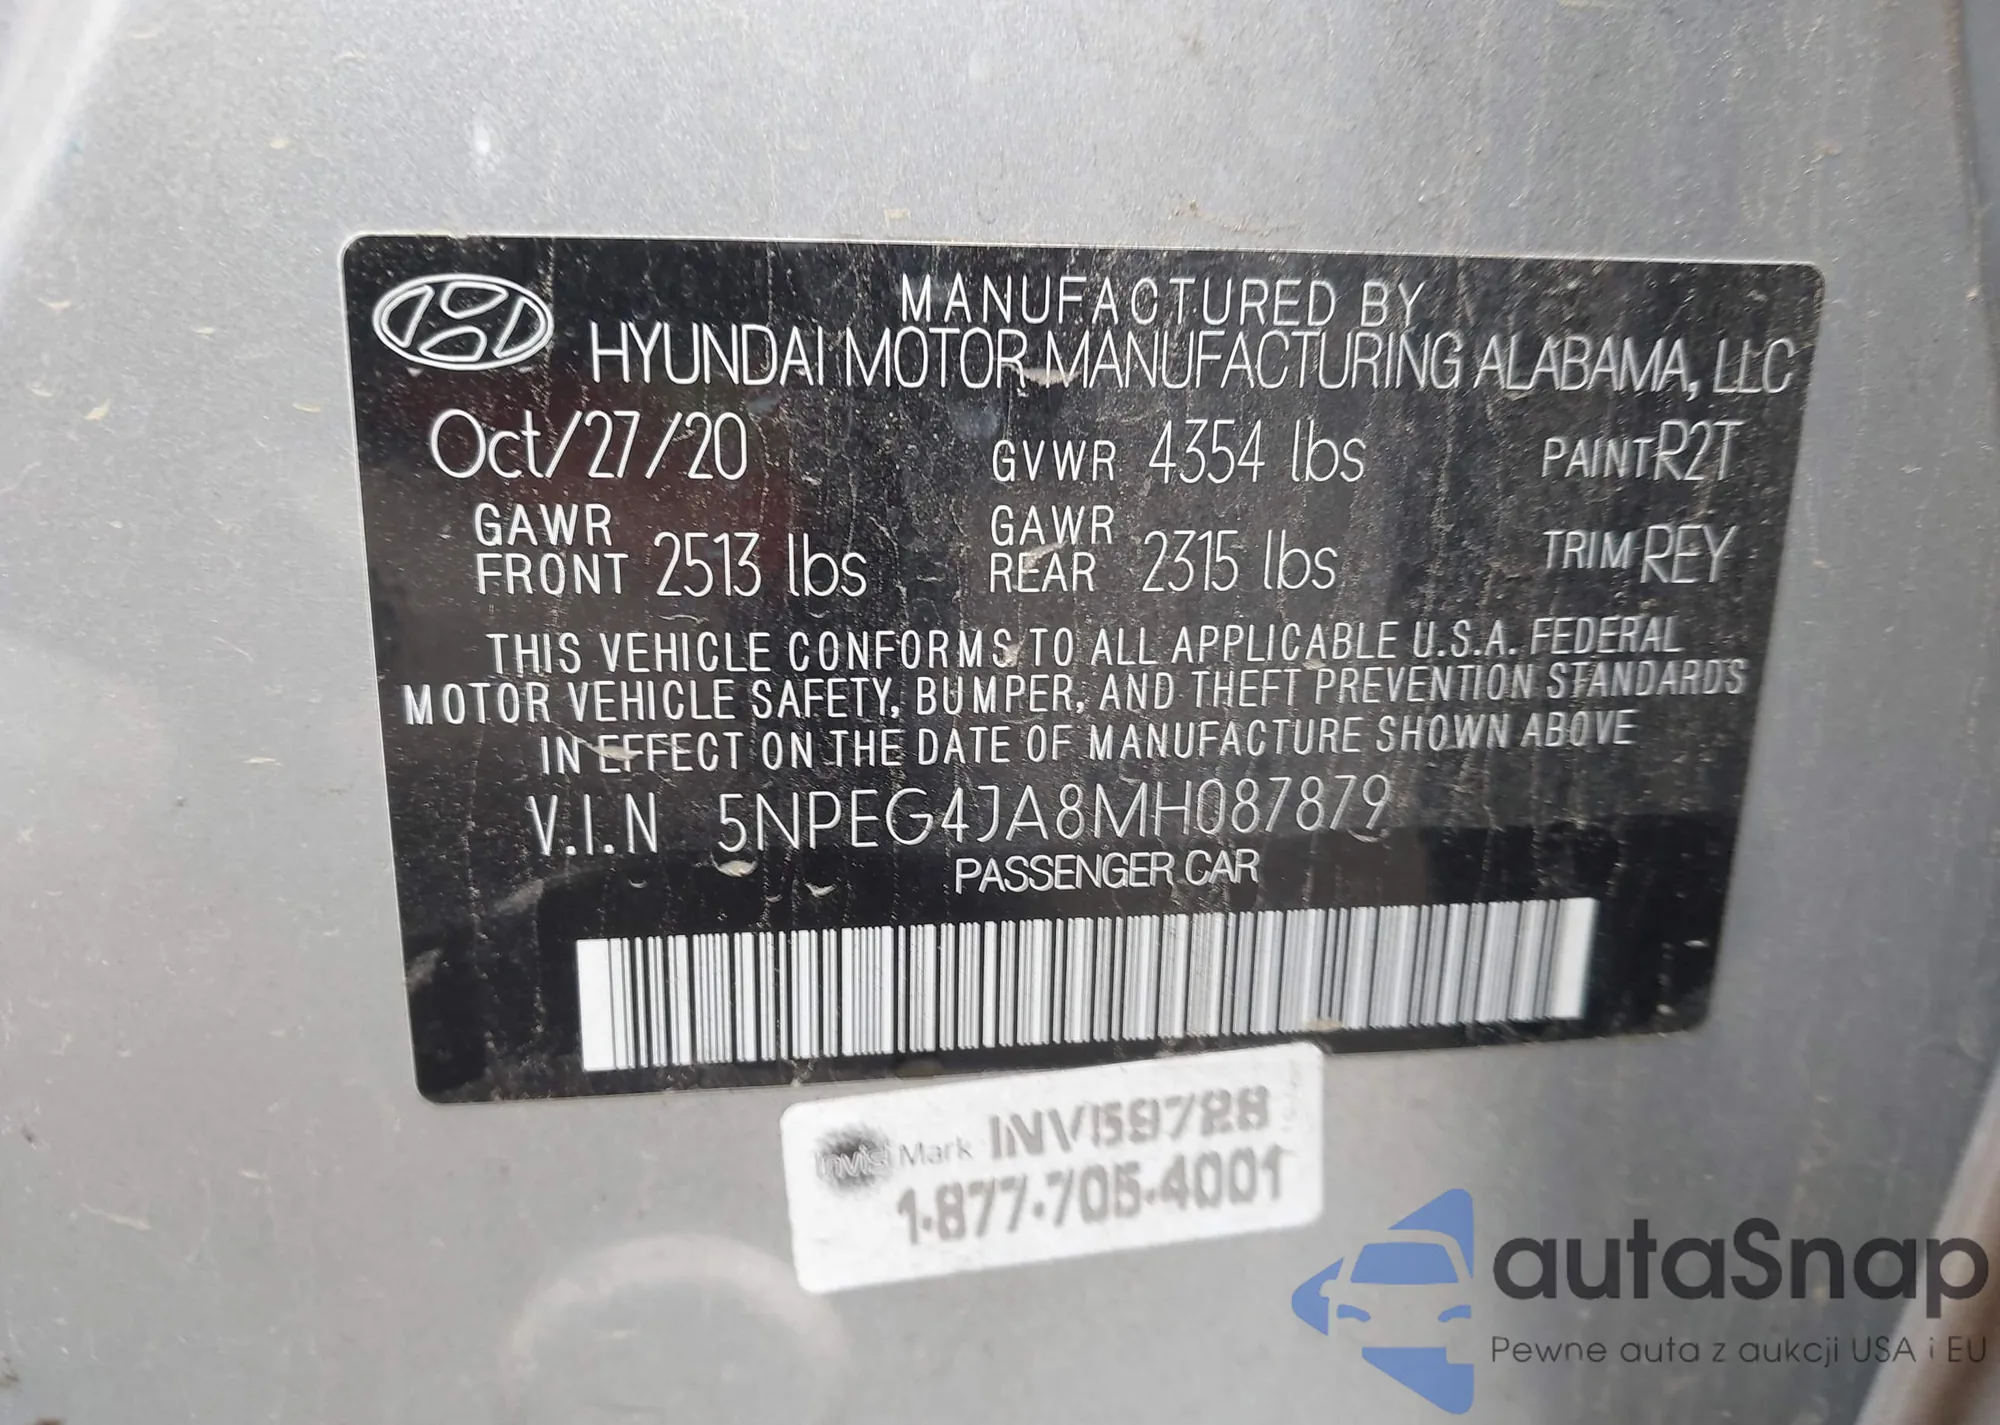 MANUFACTURED BY
HYUNDAI MOTOR MANUFACTURING ALABAMA, LLC
Oct/27/20 GVWR 4354 lbs PAINT R2T
GAWR FRONT 2513 lbs GAWR REAR 2315 lbs TRIM REY
THIS VEHICLE CONFORMS TO ALL APPLICABLE U.S.A. FEDERAL
MOTOR VEHICLE SAFETY, BUMPER, AND THEFT PREVENTION STANDARDS
IN EFFECT ON THE DATE OF MANUFACTURE SHOWN ABOVE
V.I.N 5NPEG4JA8MH087879
PASSENGER CAR
Mark
1-877-705-4001
autaSnap
Pewne auta z aukcji USA i EU